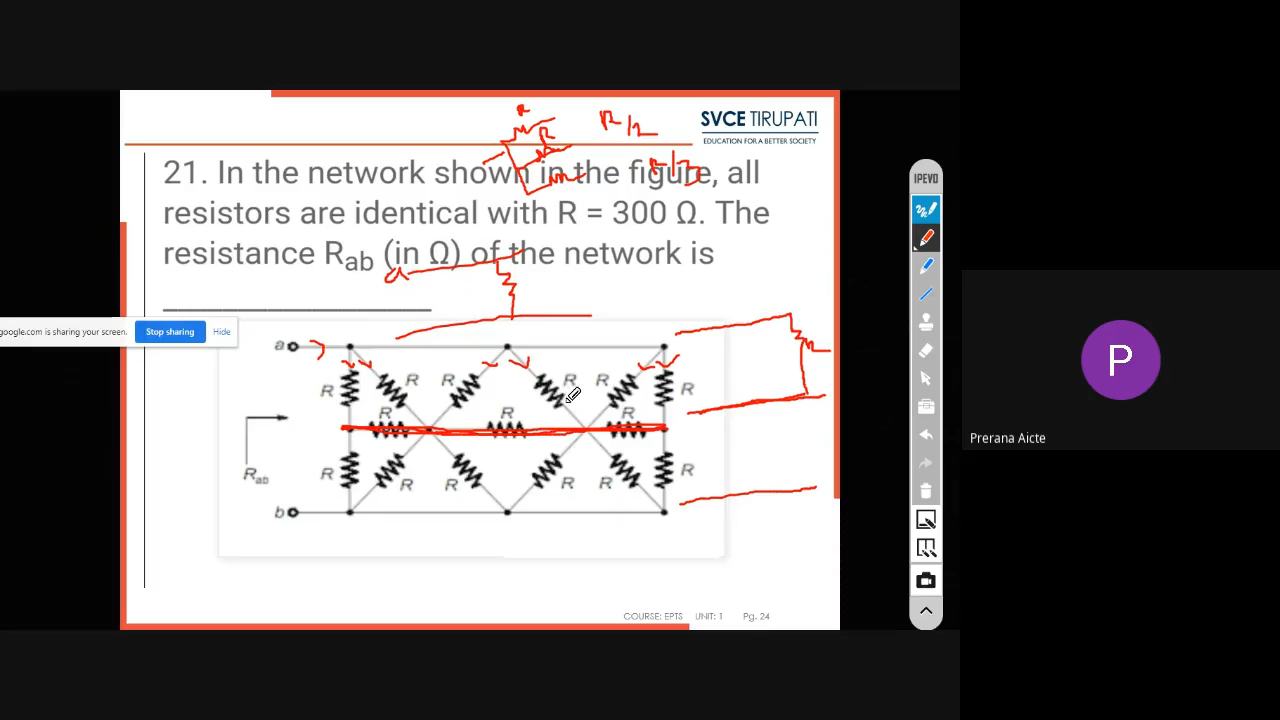 SVCE TIRUPATI
EDUCATION FOR A BETTER SOCIETY
R
R/2
R
R/3
21. In the network shown in the figure, all
resistors are identical with R = 300 Ω. The
resistance Rab (in Ω) of the network is
a
google.com is sharing your screen. Stop sharing Hide
a
R R R R R R
R R R
R R R R R R
Rab
b
COURSE: EPTS UNIT: 1 Pg. 24
IPEVO
P
Prerana Aicte